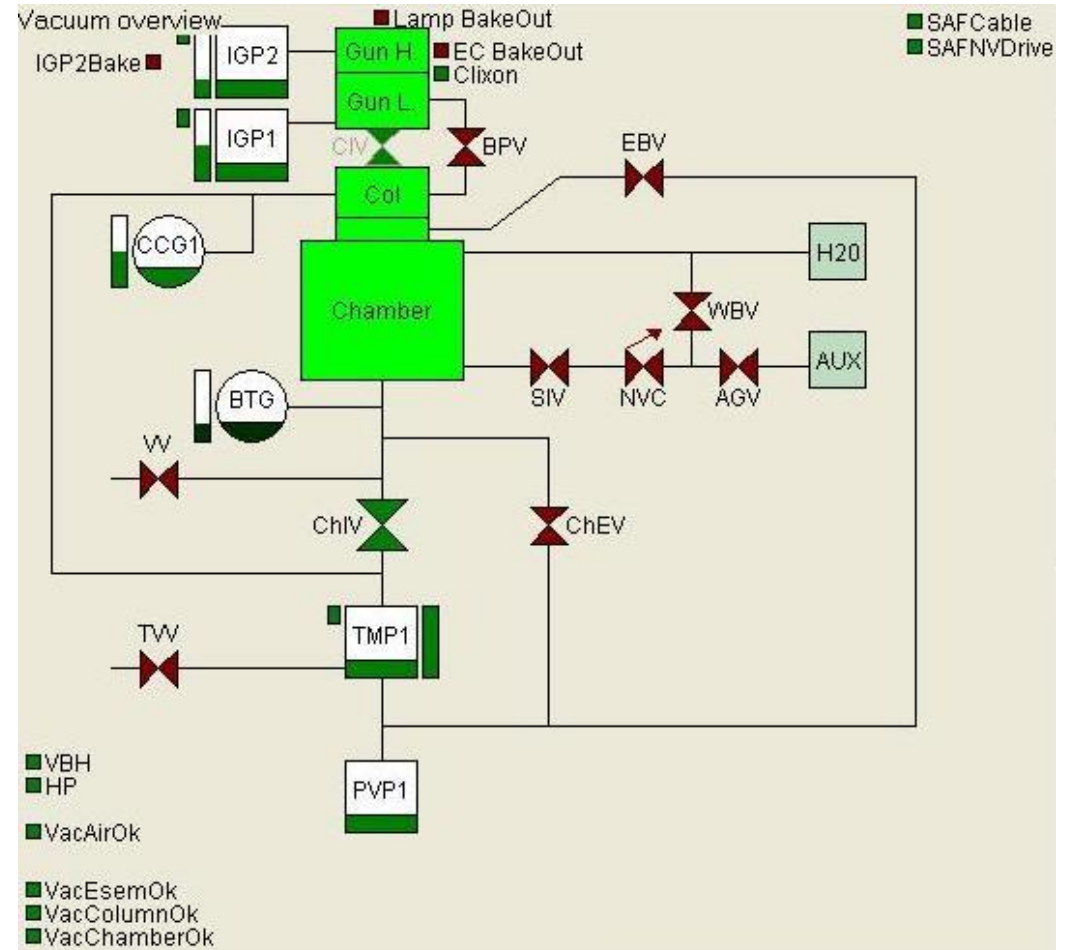 Vacuum overview
Lamp BakeOut
SAFCable
IGP2Bake
IGP2
Gun H.
EC BakeOut
SAFNVDrive
Clixon
Gun L.
IGP1
CIV
BPV
EBV
Col
CCG1
H20
Chamber
WBV
AUX
SIV
NVC
AGV
BTG
VV
ChIV
ChEV
TMP1
TVV
VBH
HP
PVP1
VacAirOk
VacEsemOk
VacColumnOk
VacChamberOk